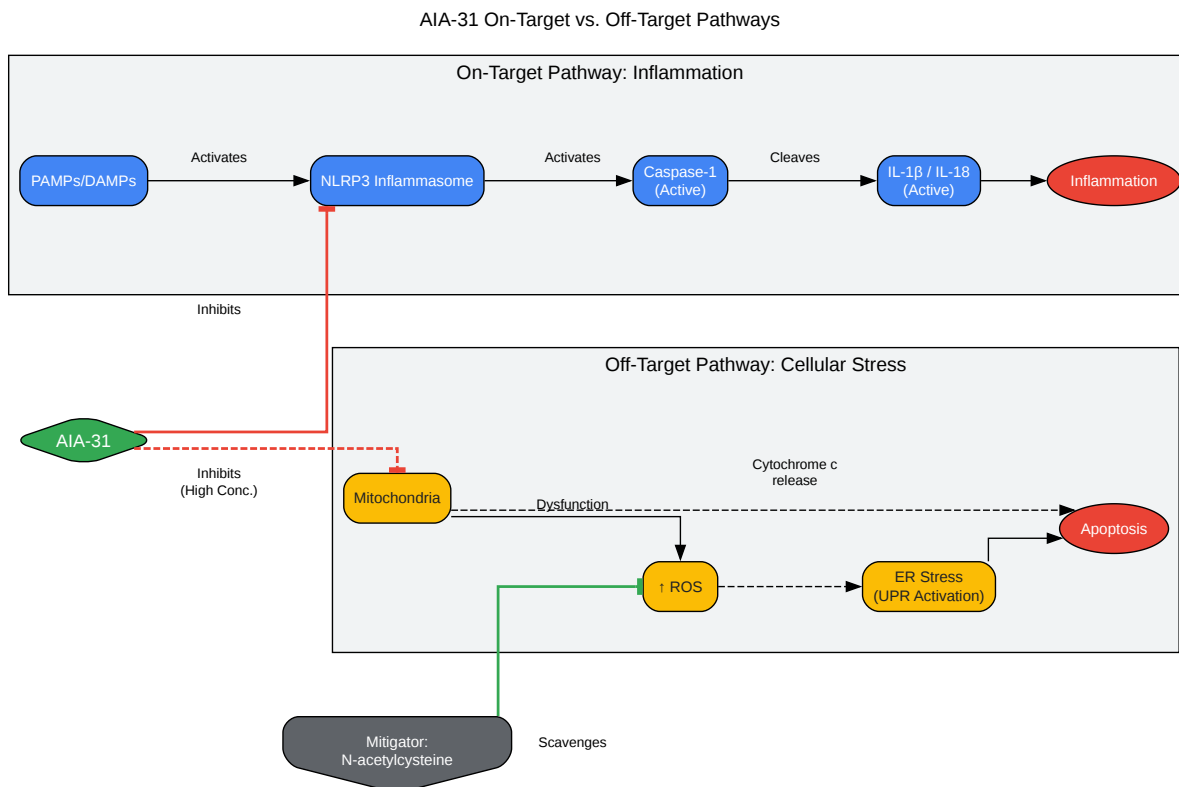 AIA-31 On-Target vs. Off-Target Pathways
On-Target Pathway: Inflammation
PAMPs/DAMPs
Activates
NLRP3 Inflammasome
Activates
Caspase-1
(Active)
Cleaves
IL-1β / IL-18
(Active)
Inflammation
Inhibits
Off-Target Pathway: Cellular Stress
AIA-31
Inhibits
(High Conc.)
Mitochondria
Dysfunction
Cytochrome c
release
Apoptosis
↑ ROS
ER Stress
(UPR Activation)
Mitigator:
N-acetylcysteine
Scavenges